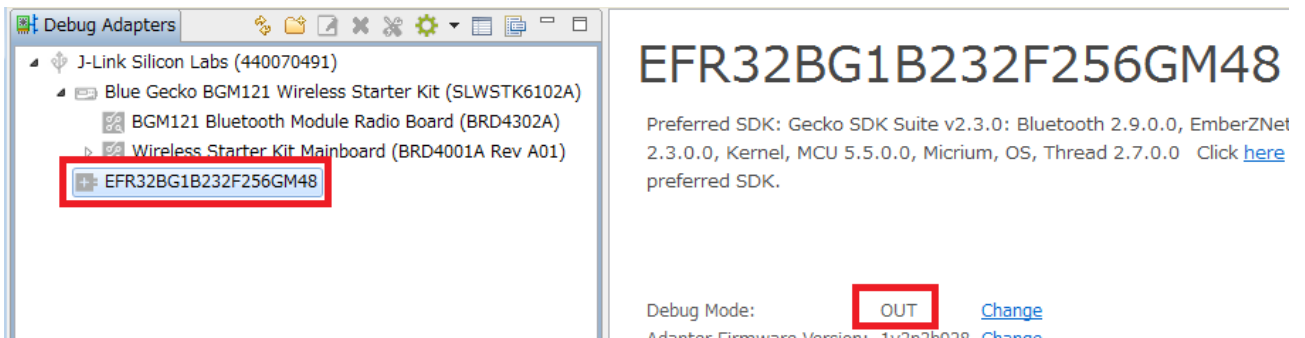 Debug Adapters
J-Link Silicon Labs (440070491)
Blue Gecko BGM121 Wireless Starter Kit (SLWSTK6102A)
BGM121 Bluetooth Module Radio Board (BRD4302A)
Wireless Starter Kit Mainboard (BRD4001A Rev A01)
EFR32BG1B232F256GM48
EFR32BG1B232F256GM48
Preferred SDK: Gecko SDK Suite v2.3.0: Bluetooth 2.9.0.0, EmberZNet
2.3.0.0, Kernel, MCU 5.5.0.0, Micrium, OS, Thread 2.7.0.0 Click here
preferred SDK.
Debug Mode: OUT Change
Adapter Firmware Version: Change